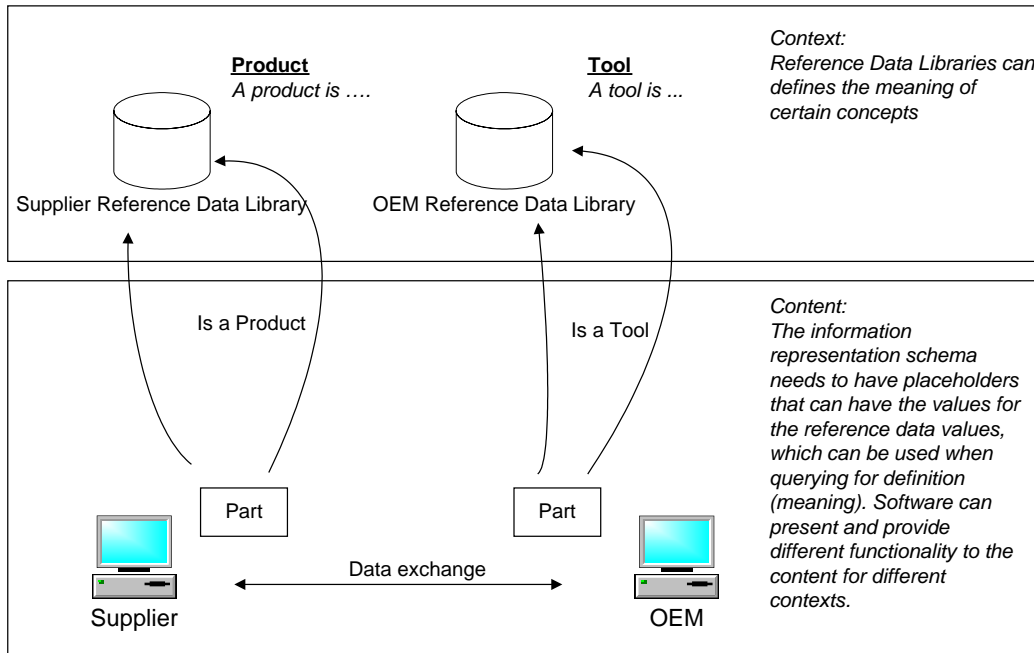 Product
A product is ….
Tool
A tool is ...
Context:
Reference Data Libraries can
defines the meaning of
certain concepts
Supplier Reference Data Library
OEM Reference Data Library
Is a Product
Is a Tool
Content:
The information
representation schema
needs to have placeholders
that can have the values for
the reference data values,
which can be used when
querying for definition
(meaning). Software can
present and provide
different functionality to the
content for different
contexts.
Part
Part
Data exchange
Supplier
OEM